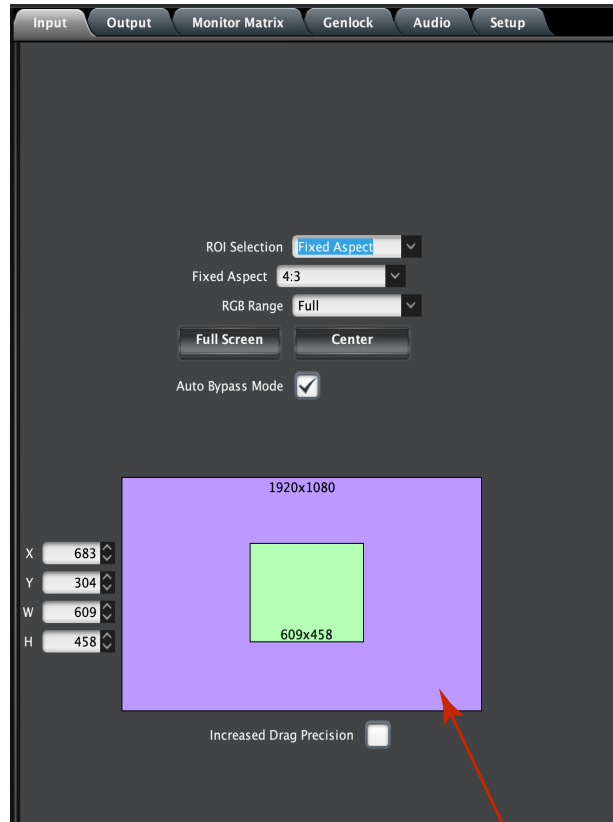 Input Output Monitor Matrix Genlock Audio Setup
ROI Selection Fixed Aspect
Fixed Aspect 4:3
RGB Range Full
Full Screen Center
Auto Bypass Mode
1920x1080
X 683
Y 304
W 609
609x458
H 458
Increased Drag Precision